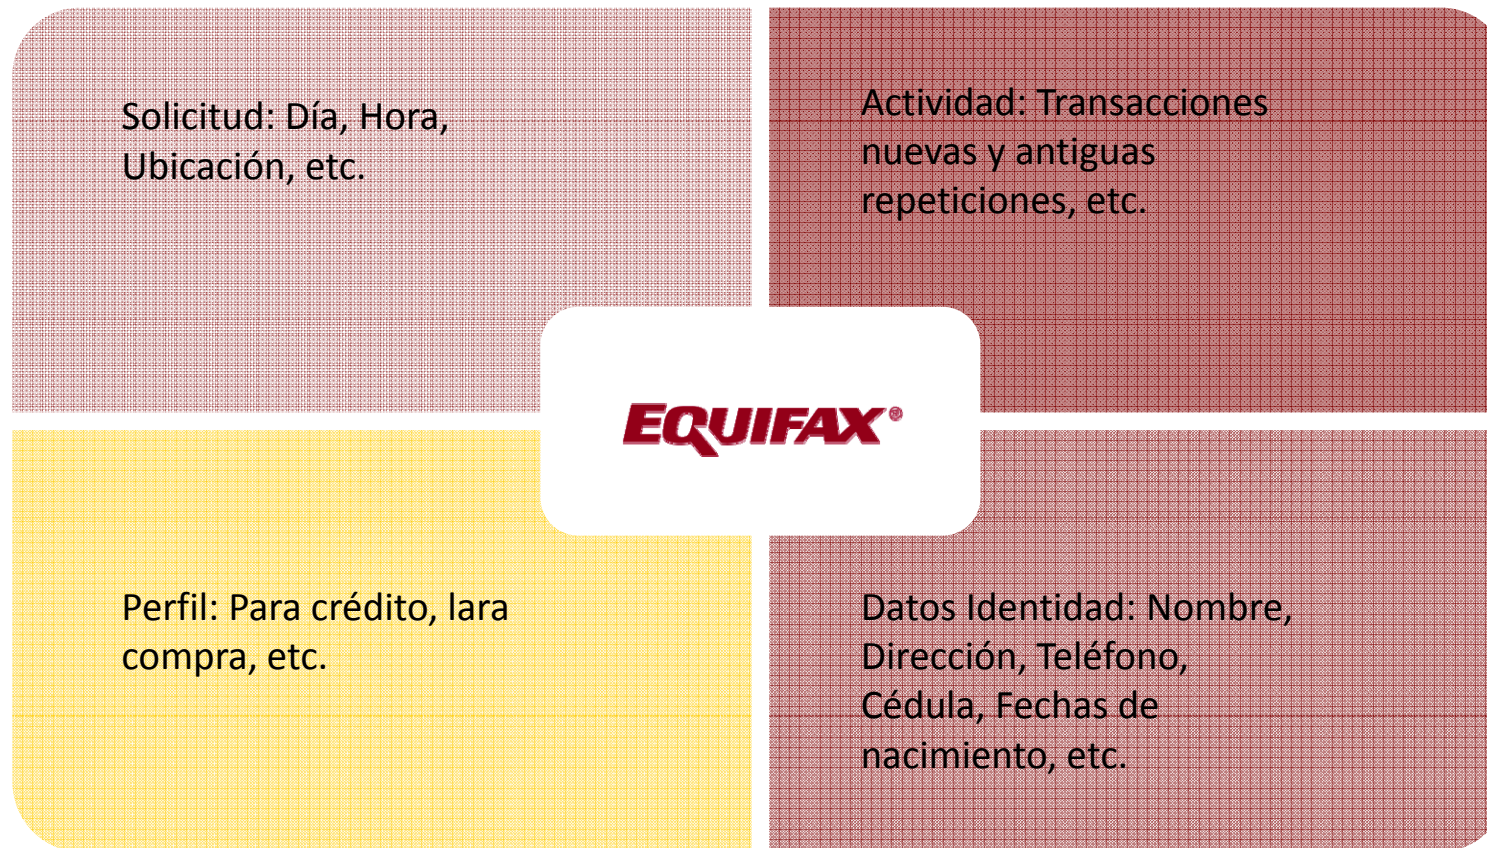 Solicitud: Día, Hora,
Ubicación, etc.
Actividad: Transacciones
nuevas y antiguas
repeticiones, etc.
EQUIFAX®
Perfil: Para crédito, lara
compra, etc.
Datos Identidad: Nombre,
Dirección, Teléfono,
Cédula, Fechas de
nacimiento, etc.